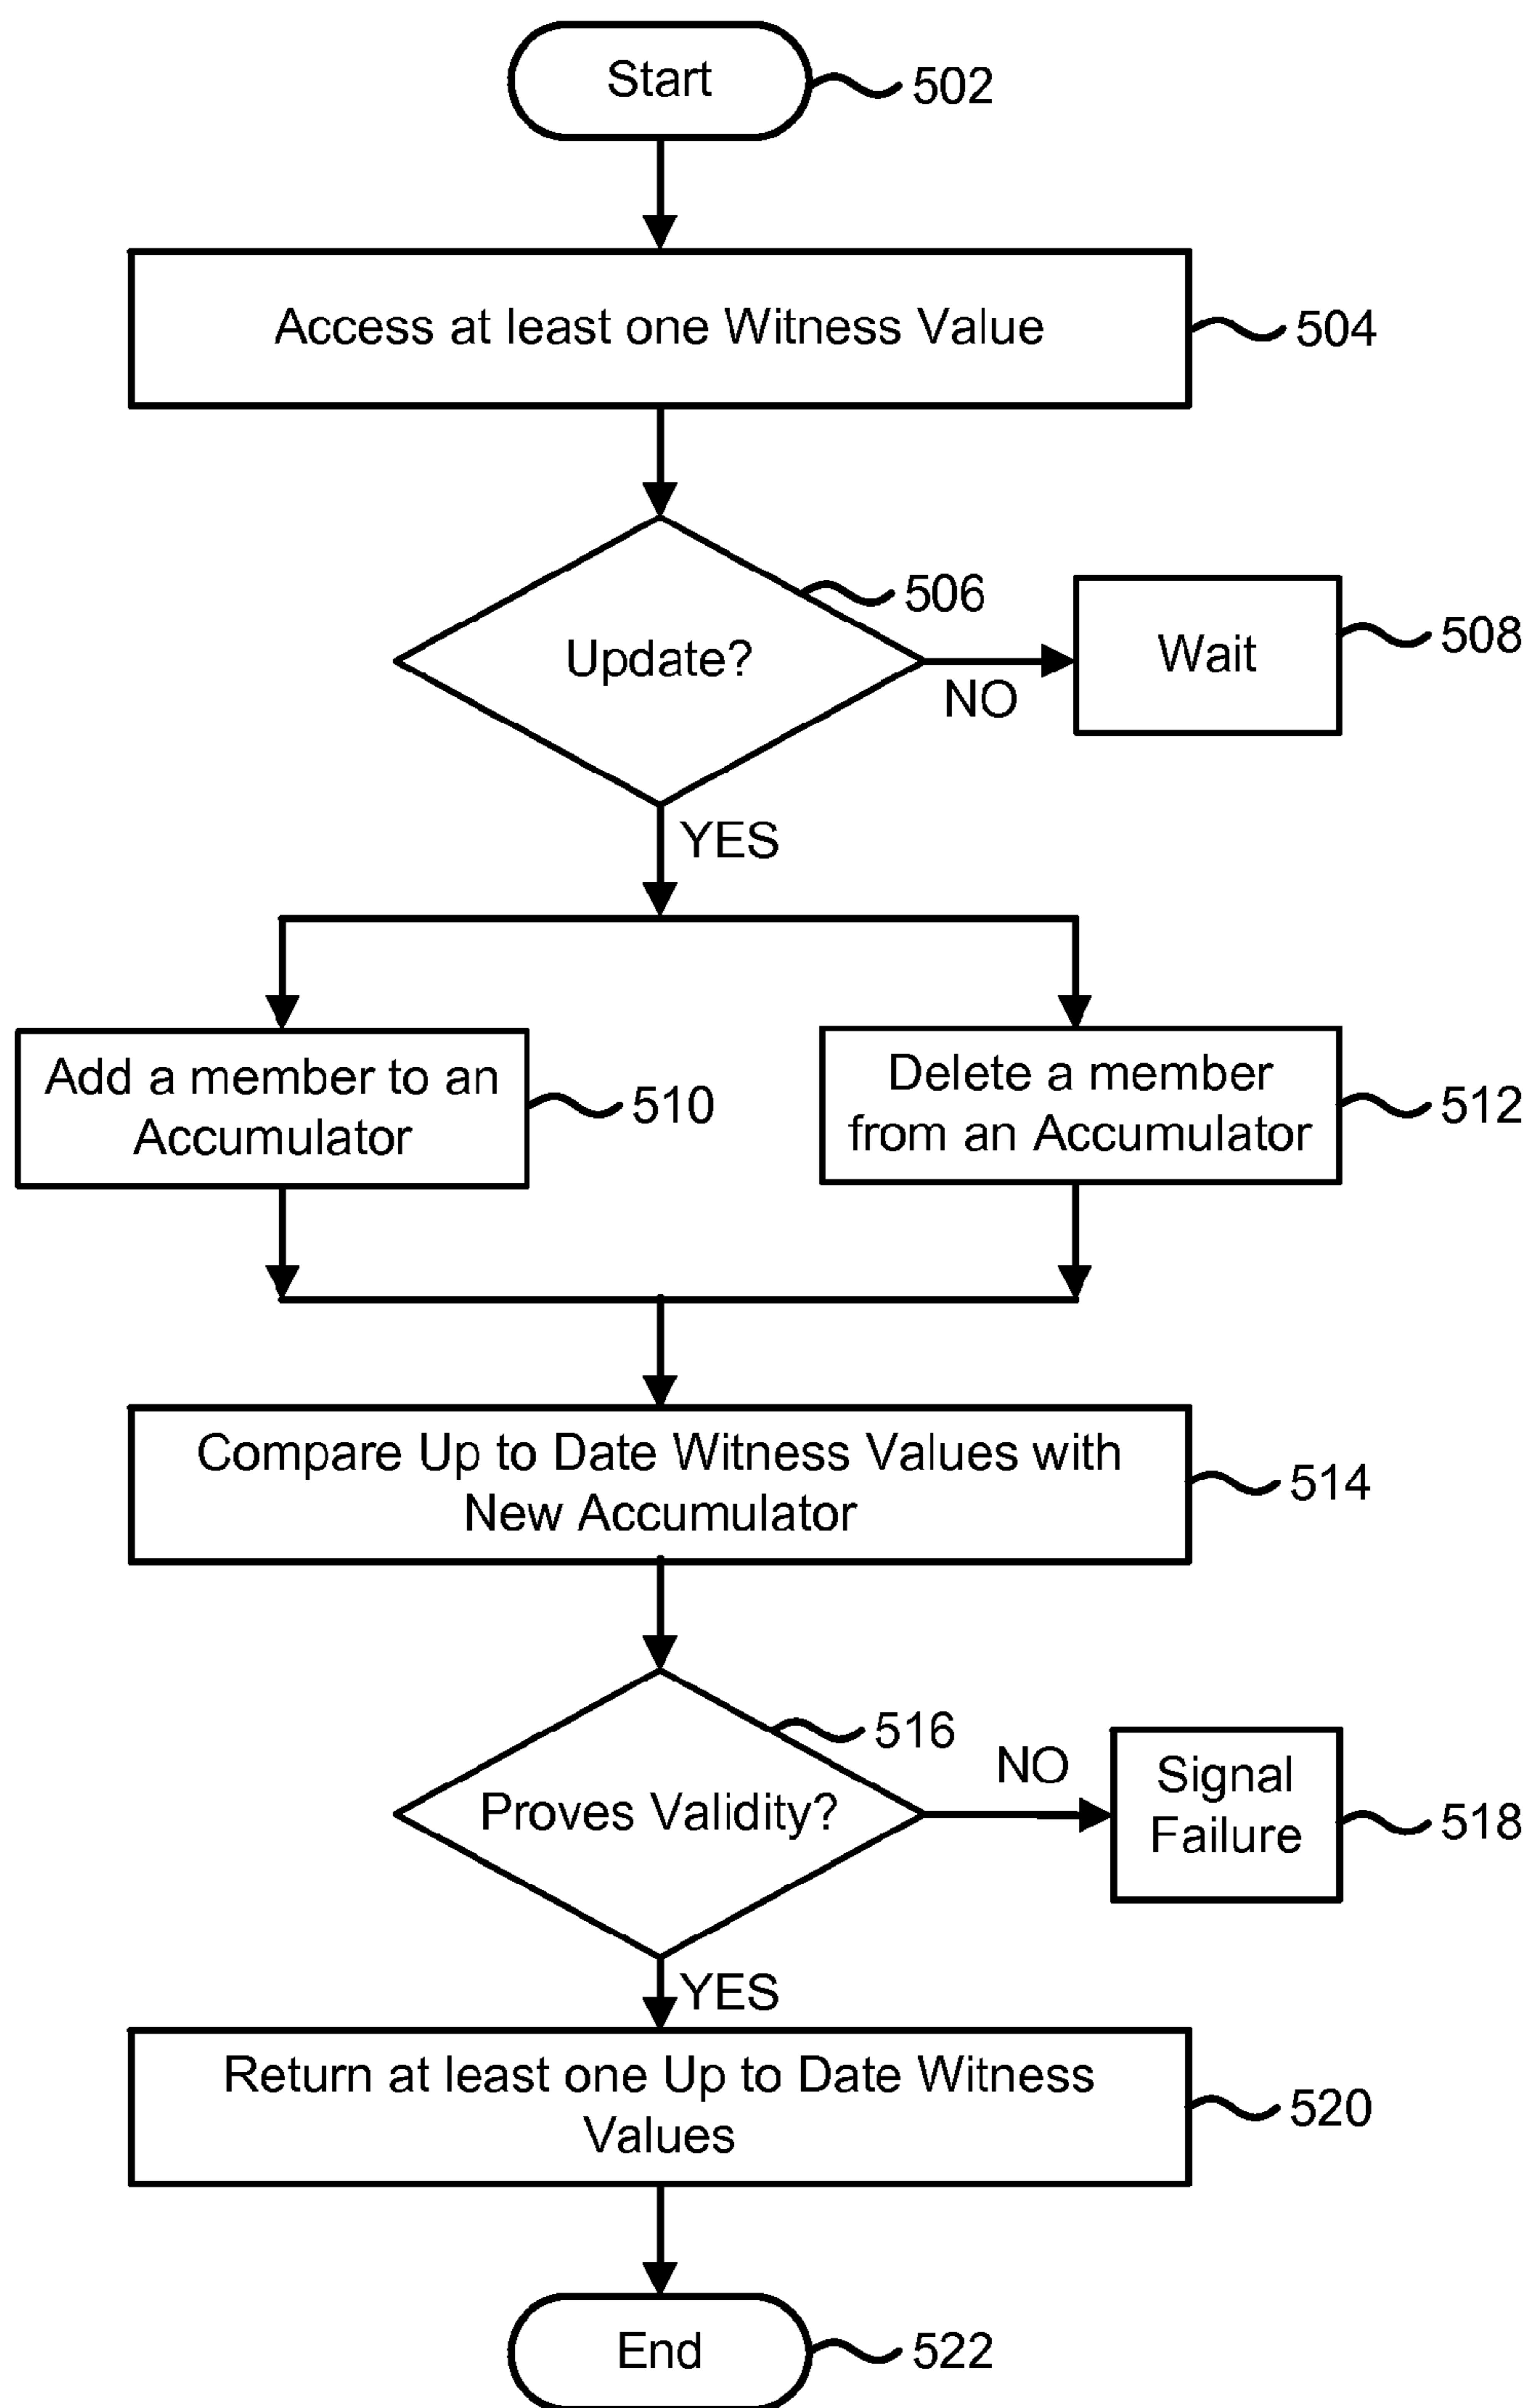 Start
502
Access at least one Witness Value
504
506
Update?
NO
Wait
508
YES
Add a member to an
Accumulator
510
Delete a member
from an Accumulator
512
Compare Up to Date Witness Values with
New Accumulator
514
516
Proves Validity?
NO
Signal
Failure
518
YES
Return at least one Up to Date Witness
Values
520
End
522